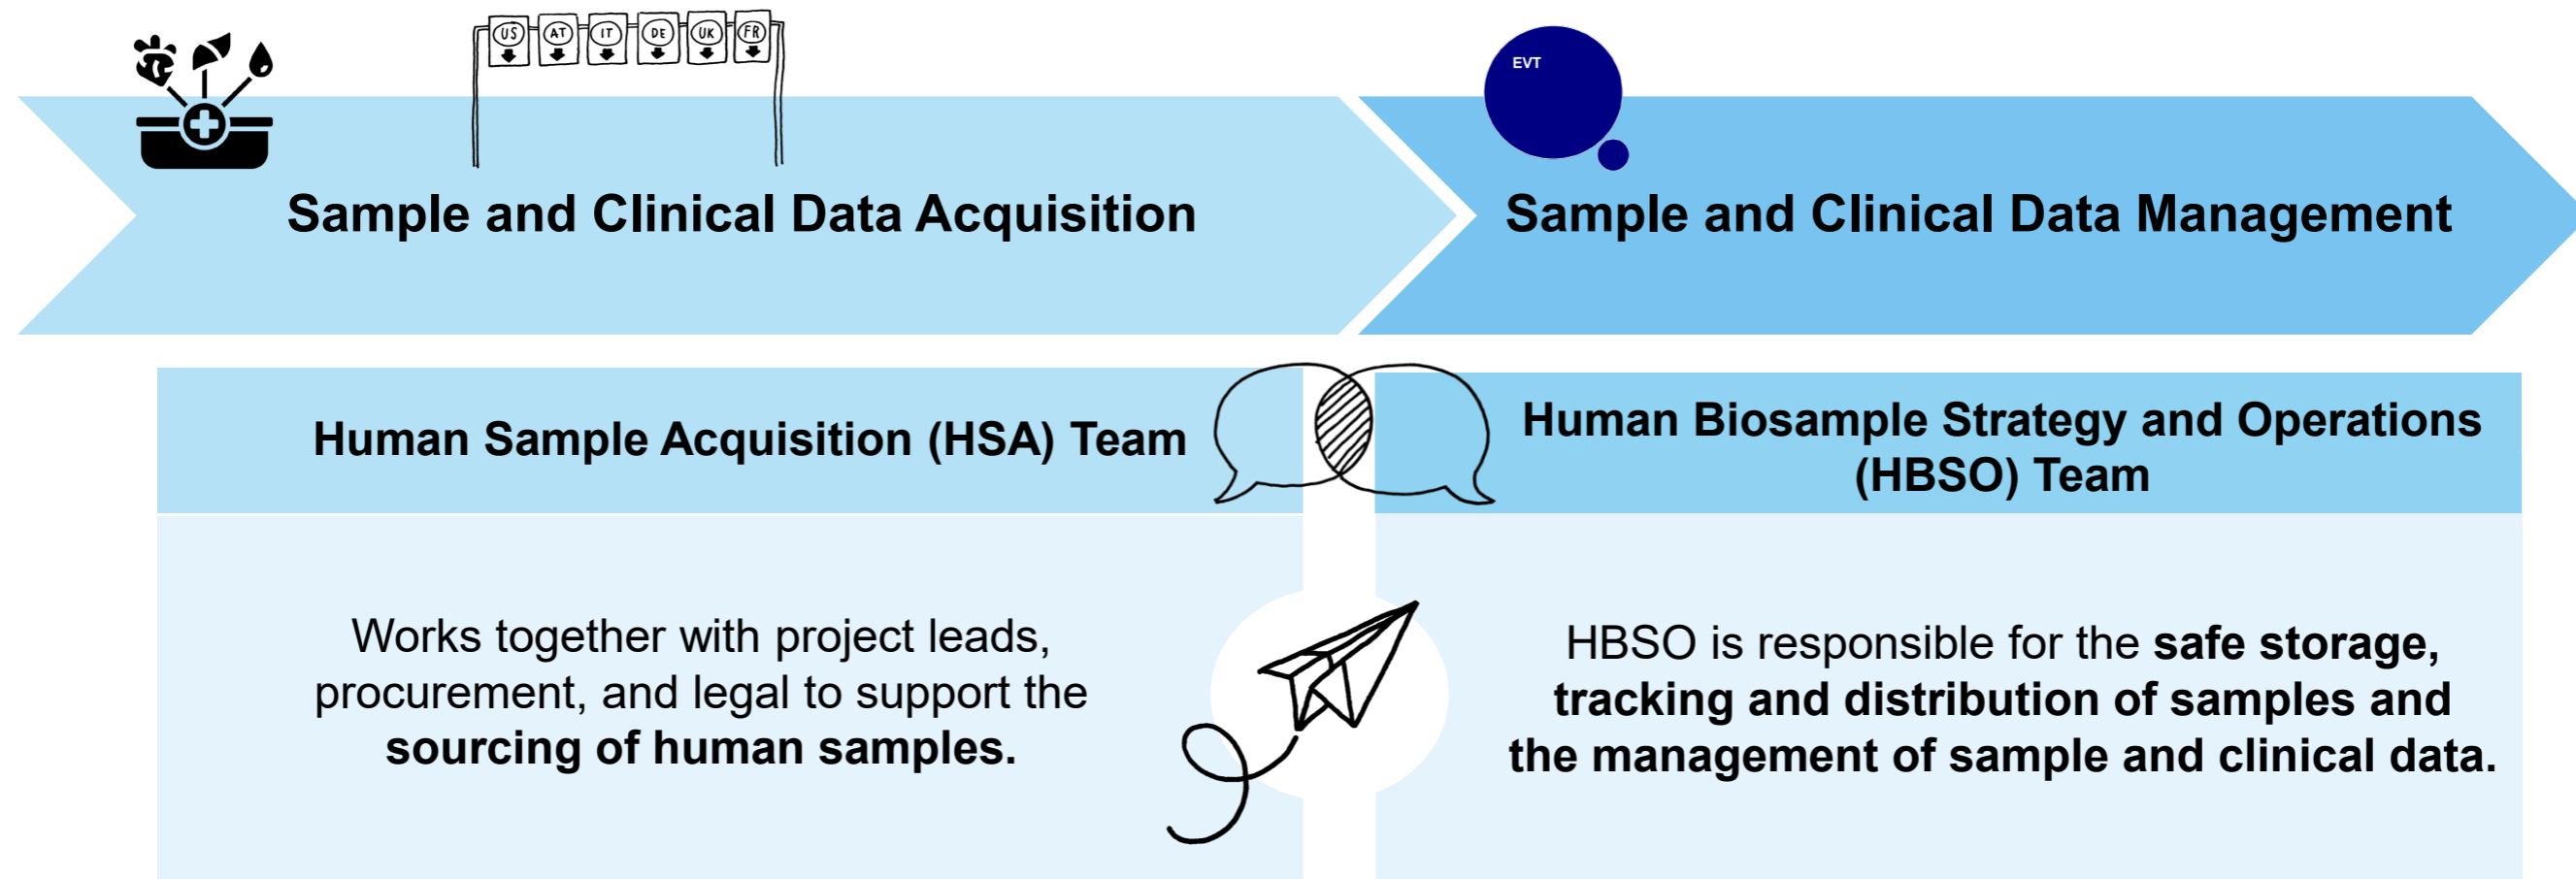 US AT IT DE UK FR
EVT
Sample and Clinical Data Acquisition
Sample and Clinical Data Management
Human Sample Acquisition (HSA) Team
Human Biosample Strategy and Operations
(HBSO) Team
Works together with project leads,
procurement, and legal to support the
sourcing of human samples.
HBSO is responsible for the safe storage,
tracking and distribution of samples and
the management of sample and clinical data.